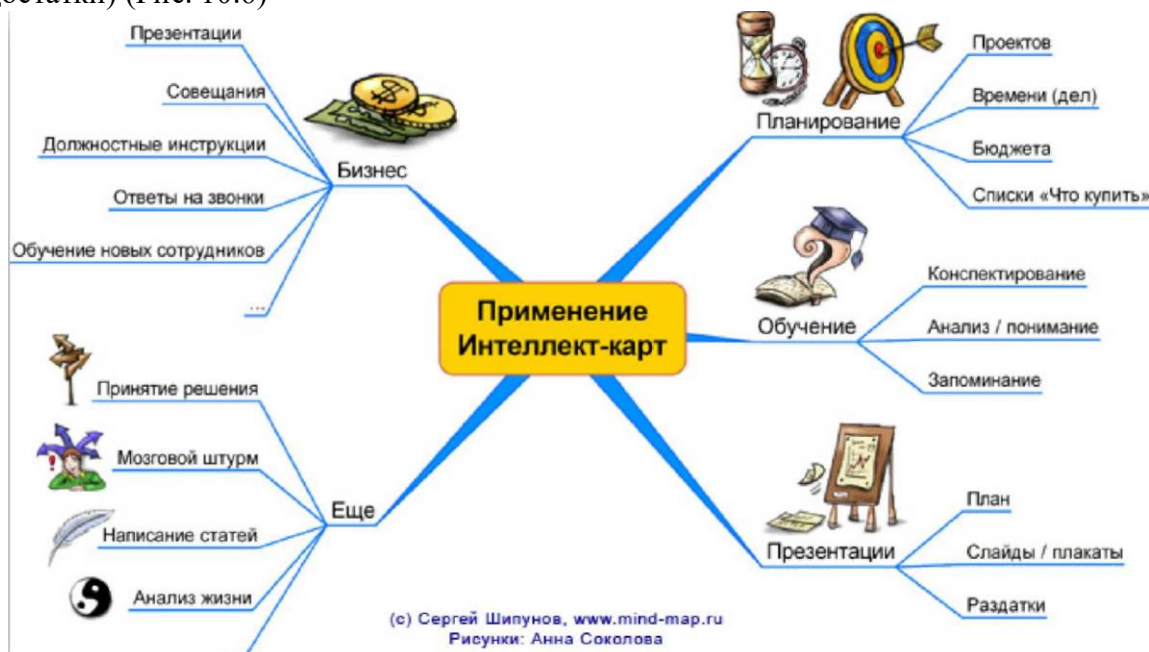 Презентации
Совещания
Должностные инструкции
Ответы на звонки
Обучение новых сотрудников
...
Бизнес
Планирование
Проектов
Времени (дел)
Бюджета
Списки «Что купить»
Применение
Интеллект-карт
Обучение
Конспектирование
Анализ / понимание
Запоминание
Принятие решения
Мозговой штурм
Написание статей
Анализ жизни
Еще
Презентации
План
Слайды / плакаты
Раздатки
(c) Сергей Шипунов, www.mind-map.ru
Рисунки: Анна Соколова